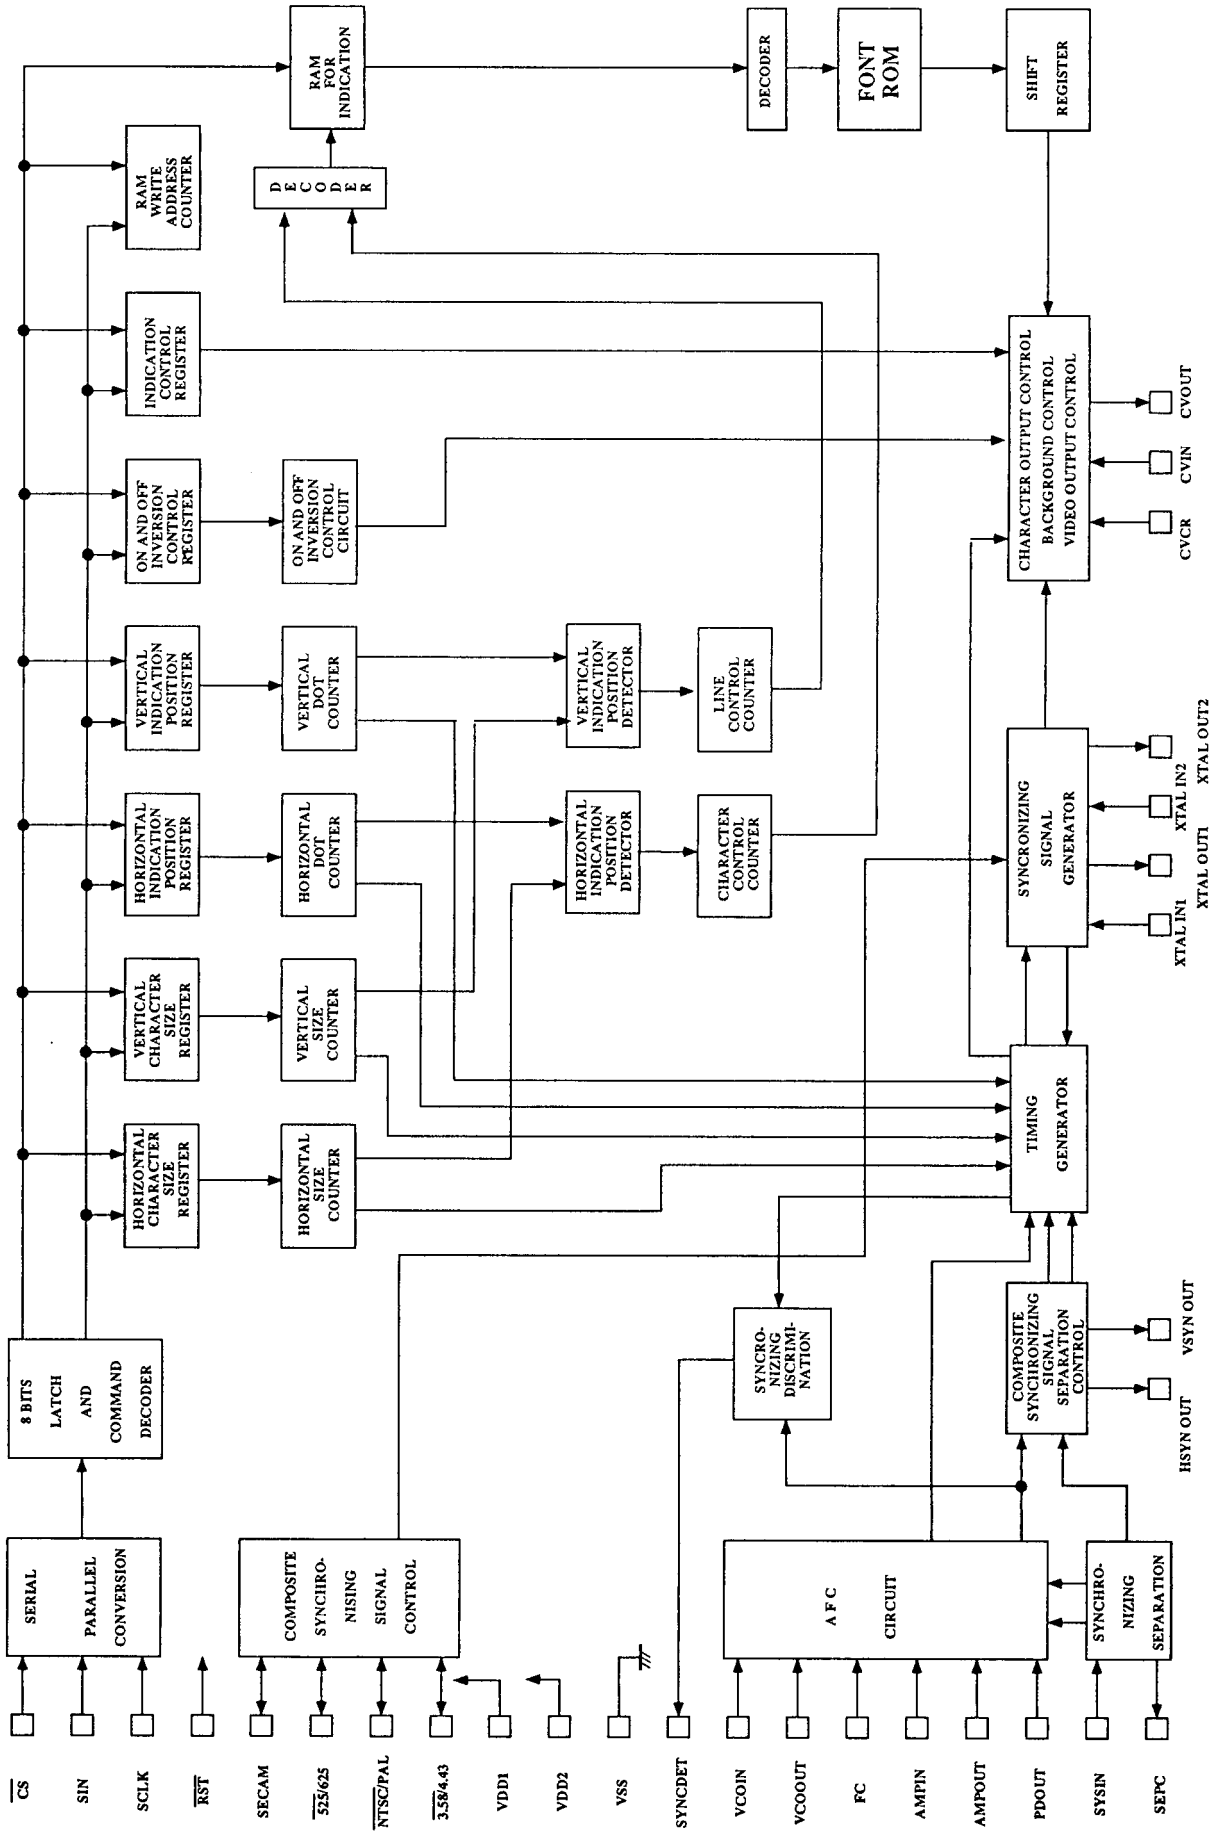 CS
SIN
SCLK
RST
SECAM
525/625
NTSC/PAL
3.58/4.43
VDD1
VDD2
VSS
SYNCDET
VCOIN
VCOOUT
FC
AMPIN
AMPOUT
PDOUT
SYSIN
SEPC
SERIAL
PARALLEL
CONVERSION
COMPOSITE
SYNCHRO-
NISING
SIGNAL
CONTROL
A F C
CIRCUIT
SYNCHRO-
NIZING
SEPARATION
8 BITS
LATCH
AND
COMMAND
DECODER
SYNCRO-
NIZING
DISCRIMI-
NATION
COMPOSITE
SYNCHRONIZING
SIGNAL
SEPARATION
CONTROL
HSYN OUT
VSYN OUT
HORIZONTAL
CHARACTER
SIZE
REGISTER
HORIZONTAL
SIZE
COUNTER
TIMING
GENERATOR
VERTICAL
CHARACTER
SIZE
REGISTER
VERTICAL
SIZE
COUNTER
HORIZONTAL
INDICATION
POSITION
REGISTER
HORIZONTAL
DOT
COUNTER
HORIZONTAL
INDICATION
POSITION
DETECTOR
CHARACTER
CONTROL
COUNTER
SYNCRONIZING
SIGNAL
GENERATOR
XTAL IN1
XTAL OUT1
XTAL IN2
XTAL OUT2
VERTICAL
INDICATION
POSITION
REGISTER
VERTICAL
DOT
COUNTER
VERTICAL
INDICATION
POSITION
DETECTOR
LINE
CONTROL
COUNTER
ON AND OFF
INVERSION
CONTROL
REGISTER
ON AND OFF
INVERSION
CONTROL
CIRCUIT
CHARACTER OUTPUT CONTROL
BACKGROUND CONTROL
VIDEO OUTPUT CONTROL
CVCR
CVIN
CVOUT
INDICATION
CONTROL
REGISTER
RAM
WRITE
ADDRESS
COUNTER
DECODER
RAM
FOR
INDICATION
DECODER
FONT
ROM
SHIFT
REGISTER